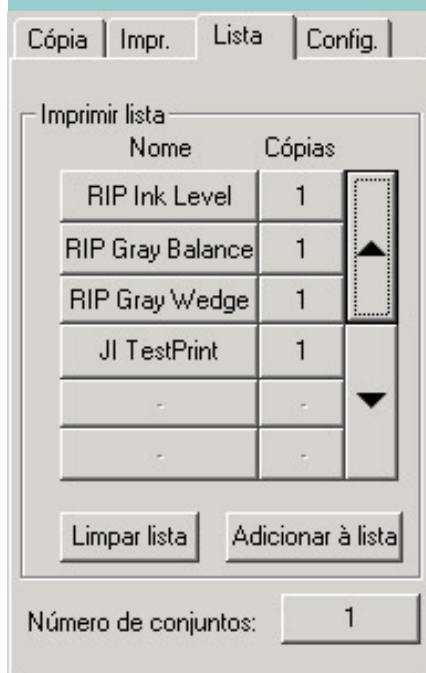 Cópia Impr. Lista Config.
Imprimir lista
Nome Cópias
RIP Ink Level 1
RIP Gray Balance 1
RIP Gray Wedge 1
JI TestPrint 1
- -
- -
Limpar lista Adicionar à lista
Número de conjuntos: 1